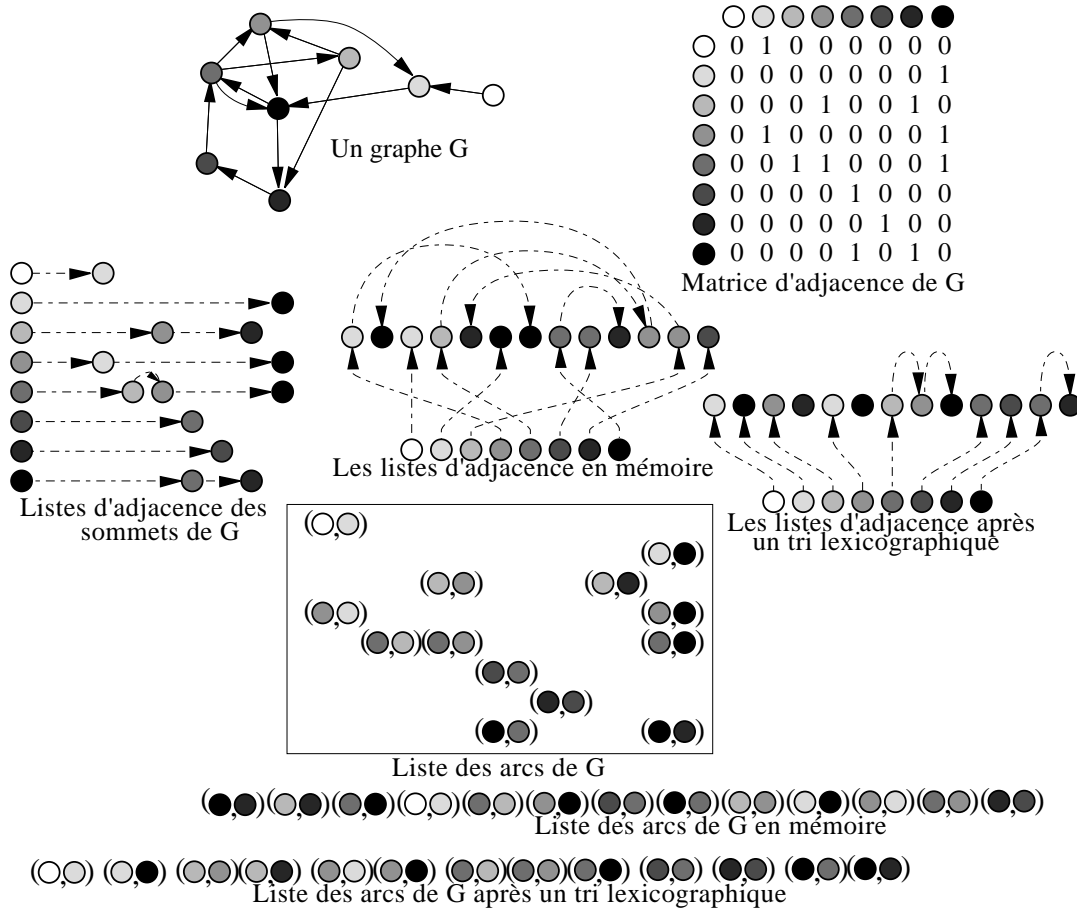 0 1 0 0 0 0 0 0
0 0 0 0 0 0 0 1
0 0 0 1 0 0 1 0
0 1 0 0 0 0 0 1
0 0 1 1 0 0 0 1
0 0 0 0 1 0 0 0
0 0 0 0 0 1 0 0
0 0 0 0 1 0 1 0
Un graphe G
Matrice d'adjacence de G
Listes d'adjacence des
sommets de G
Les listes d'adjacence en mémoire
Les listes d'adjacence après
un tri lexicographique
(,)
(,)
(,) (,)
(,) (,)
(,) (,) (,)
(,)
(,)
(,) (,)
Liste des arcs de G
(,) (,) (,) (,) (,) (,) (,) (,) (,) (,) (,) (,) (,)
Liste des arcs de G en mémoire
(,) (,) (,) (,) (,) (,) (,) (,) (,) (,) (,) (,) (,)
Liste des arcs de G après un tri lexicographique